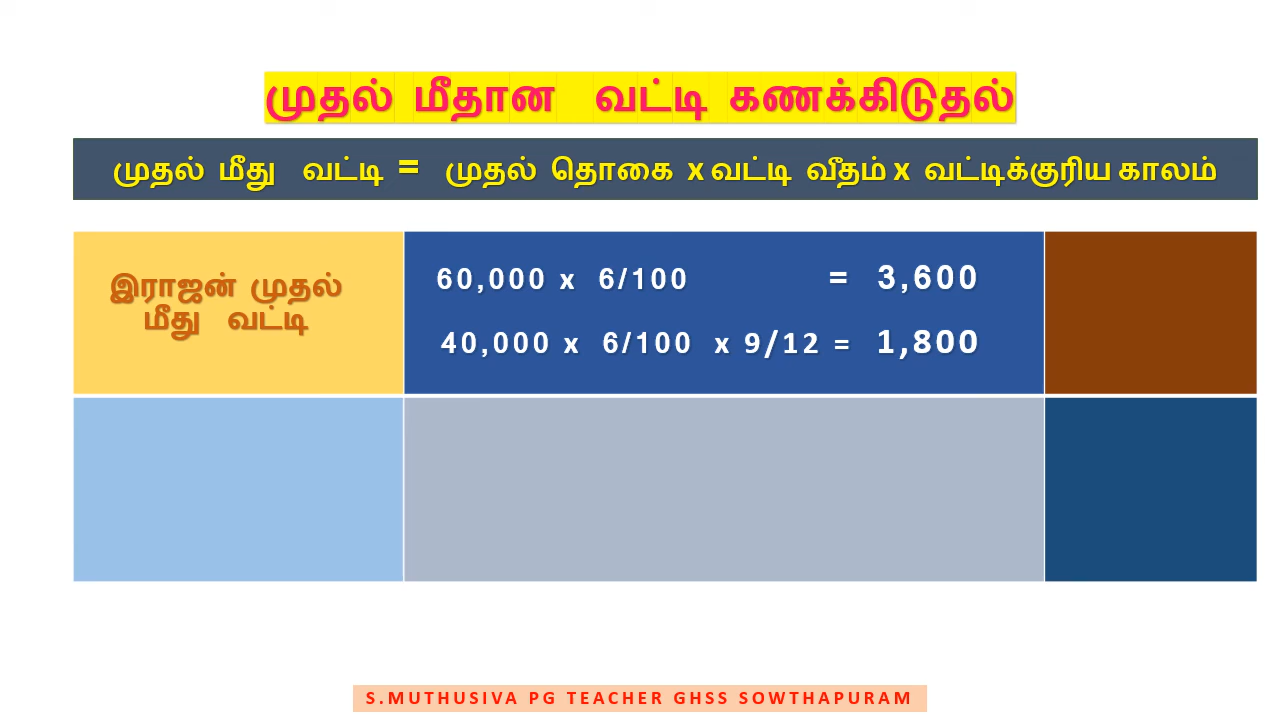 முதல் மீதான வட்டி கணக்கிடுதல்
முதல் மீது வட்டி = முதல் தொகை x வட்டி வீதம் x வட்டிக்குரிய காலம்
இராஜன் முதல்
மீது வட்டி
60,000 x 6/100 = 3,600
40,000 x 6/100 x 9/12 = 1,800
S.MUTHUSIVA PG TEACHER GHSS SOWTHAPURAM